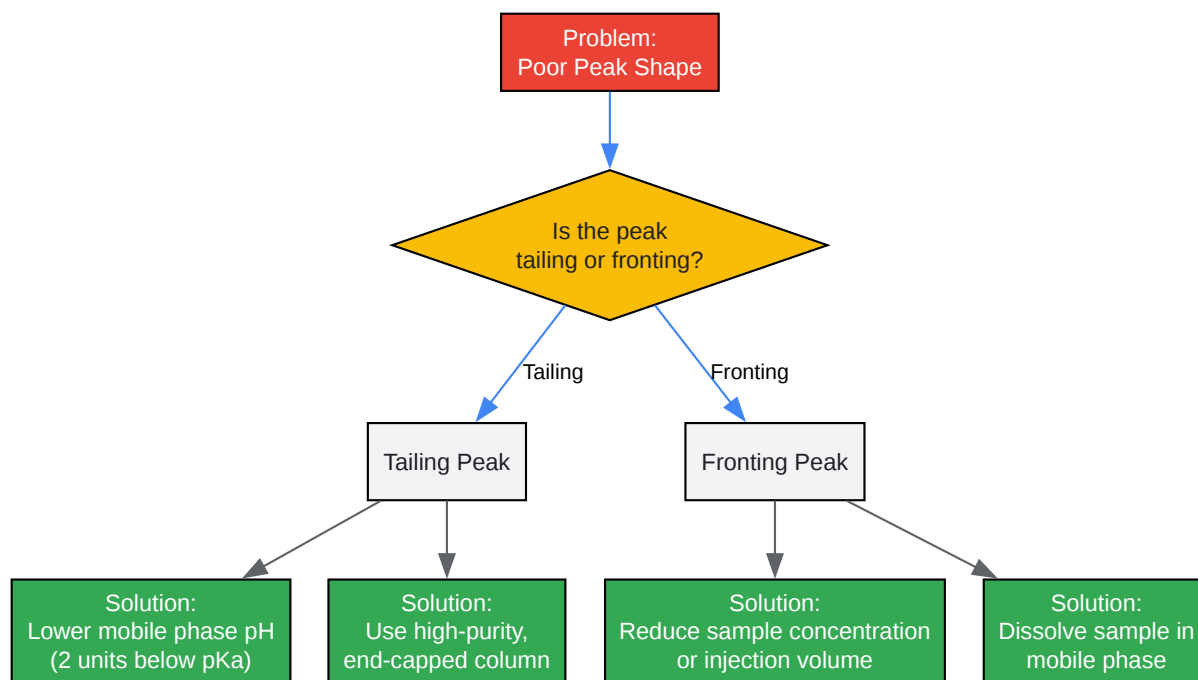 Problem:
Poor Peak Shape
Is the peak
tailing or fronting?
Tailing
Fronting
Tailing Peak
Fronting Peak
Solution:
Lower mobile phase pH
(2 units below pKa)
Solution:
Use high-purity,
end-capped column
Solution:
Reduce sample concentration
or injection volume
Solution:
Dissolve sample in
mobile phase